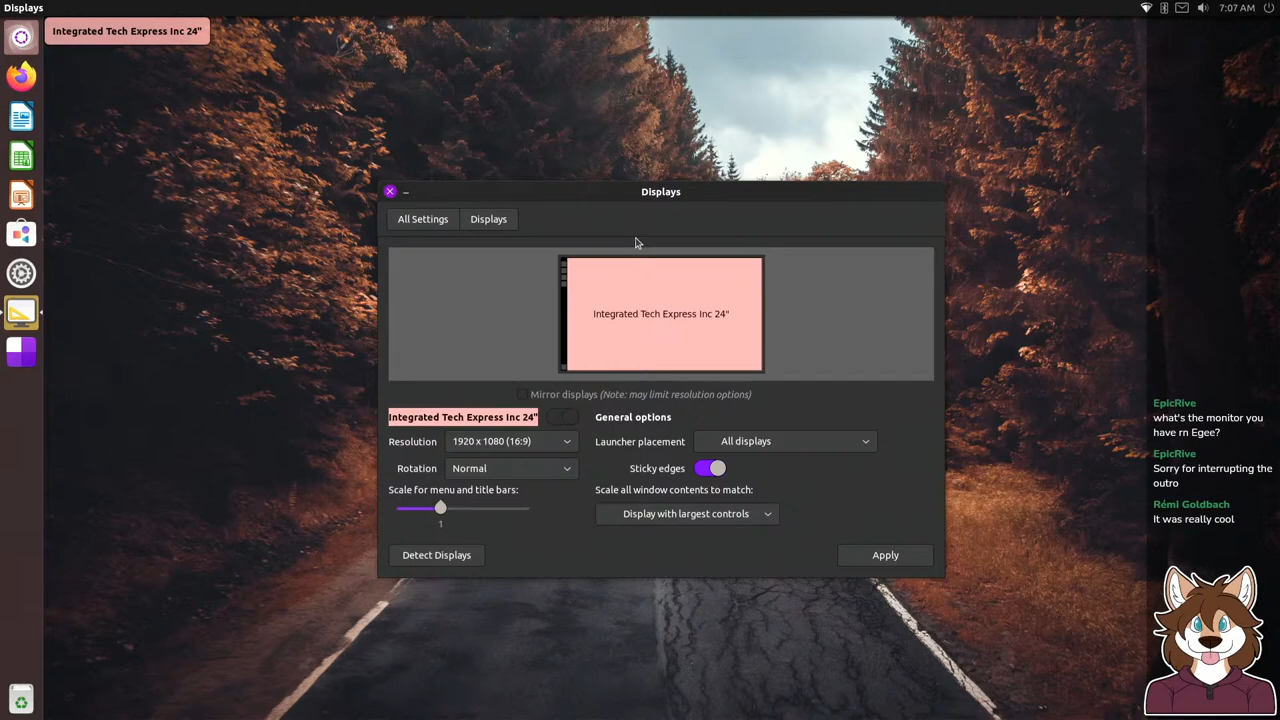 Displays
7:07 AM
Integrated Tech Express Inc 24"
Displays
All Settings
Displays
Integrated Tech Express Inc 24"
Mirror displays (Note: may limit resolution options)
Integrated Tech Express Inc 24"
General options
Resolution
1920 x 1080 (16:9)
Launcher placement
All displays
Rotation
Normal
Sticky edges
Scale for menu and title bars:
Scale all window contents to match:
1
Display with largest controls
Detect Displays
Apply
EpicRive
what's the monitor you
have rn Egee?
EpicRive
Sorry for interrupting the
outro
Rémi Goldbach
It was really cool